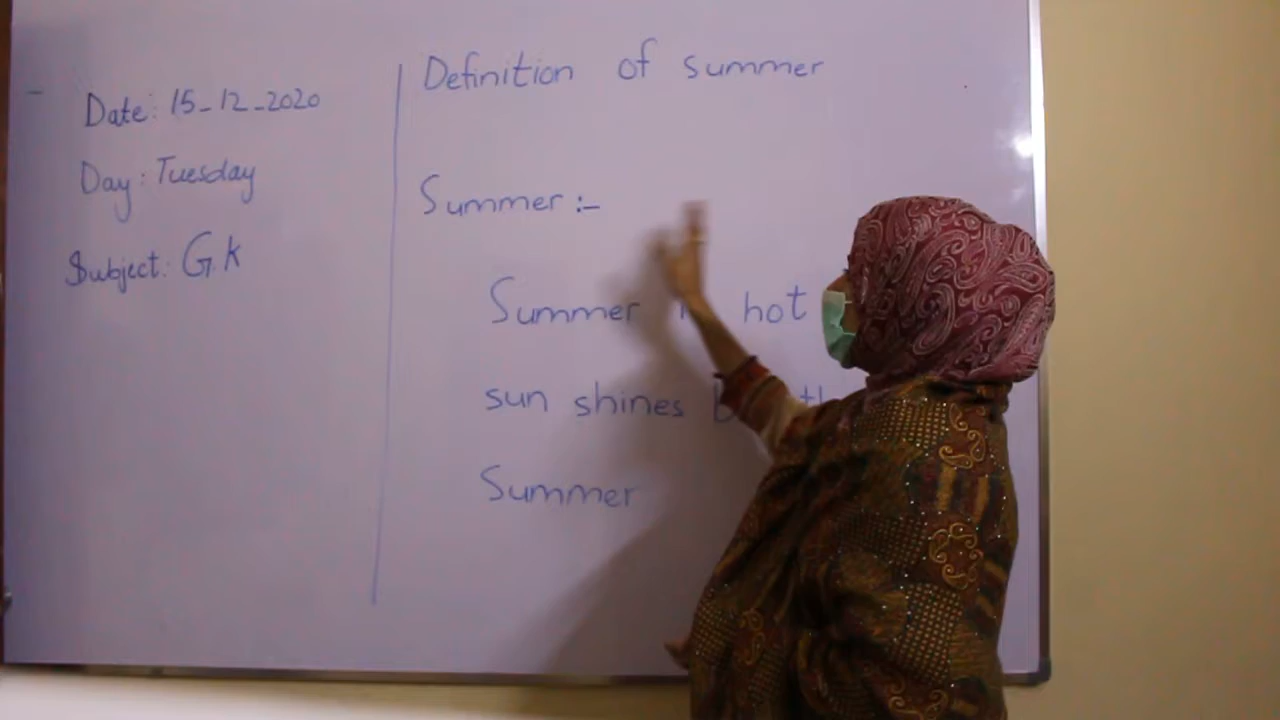 Date: 15-12-2020
Day: Tuesday
Subject: G.K
Definition of summer
Summer :-
Summer hot
sun shines
Summer